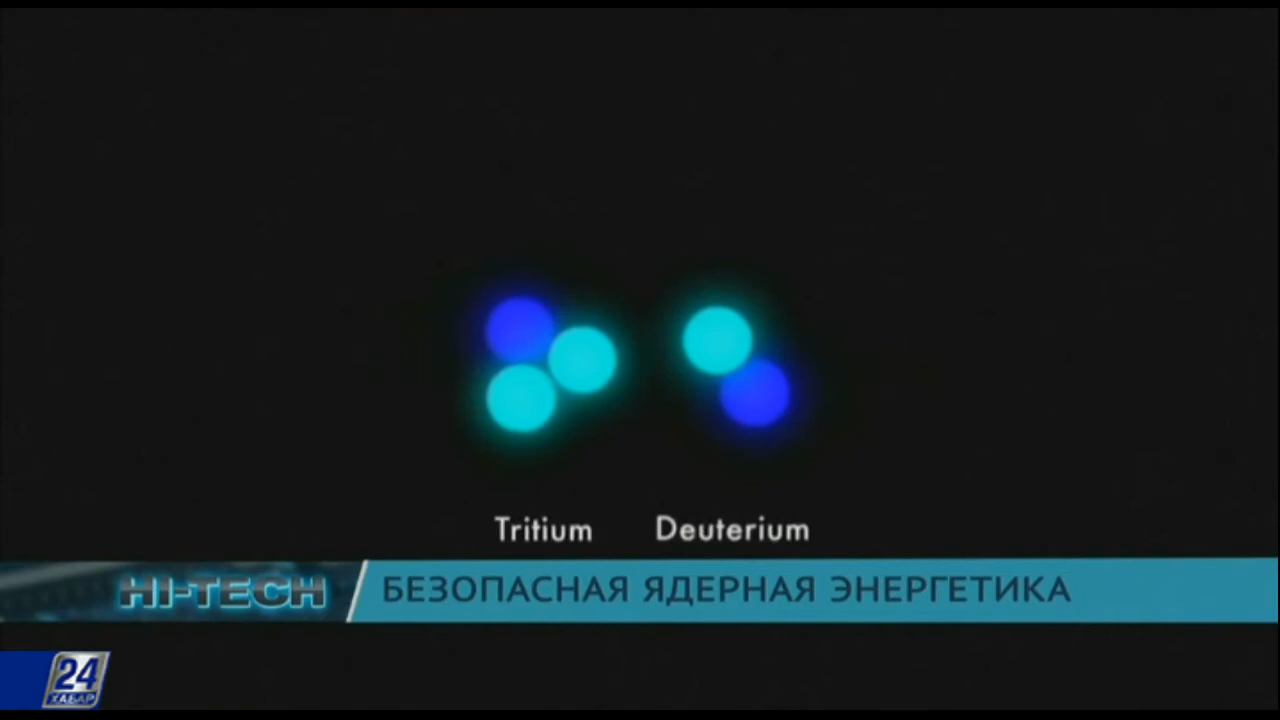 Tritium Deuterium
HI-TECH БЕЗОПАСНАЯ ЯДЕРНАЯ ЭНЕРГЕТИКА
24
ХАБАР